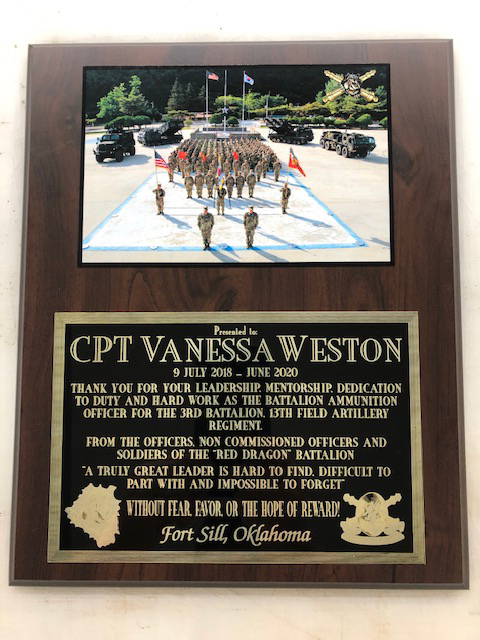 Presented to:
CPT VANESSA WESTON
9 JULY 2018 – JUNE 2020
THANK YOU FOR YOUR LEADERSHIP, MENTORSHIP, DEDICATION
TO DUTY AND HARD WORK AS THE BATTALION AMMUNITION
OFFICER FOR THE 3RD BATTALION, 13TH FIELD ARTILLERY
REGIMENT.
FROM THE OFFICERS, NON COMMISSIONED OFFICERS AND
SOLDIERS OF THE "RED DRAGON" BATTALION
"A TRULY GREAT LEADER IS HARD TO FIND, DIFFICULT TO
PART WITH AND IMPOSSIBLE TO FORGET"
WITHOUT FEAR, FAVOR, OR THE HOPE OF REWARD!
Fort Sill, Oklahoma